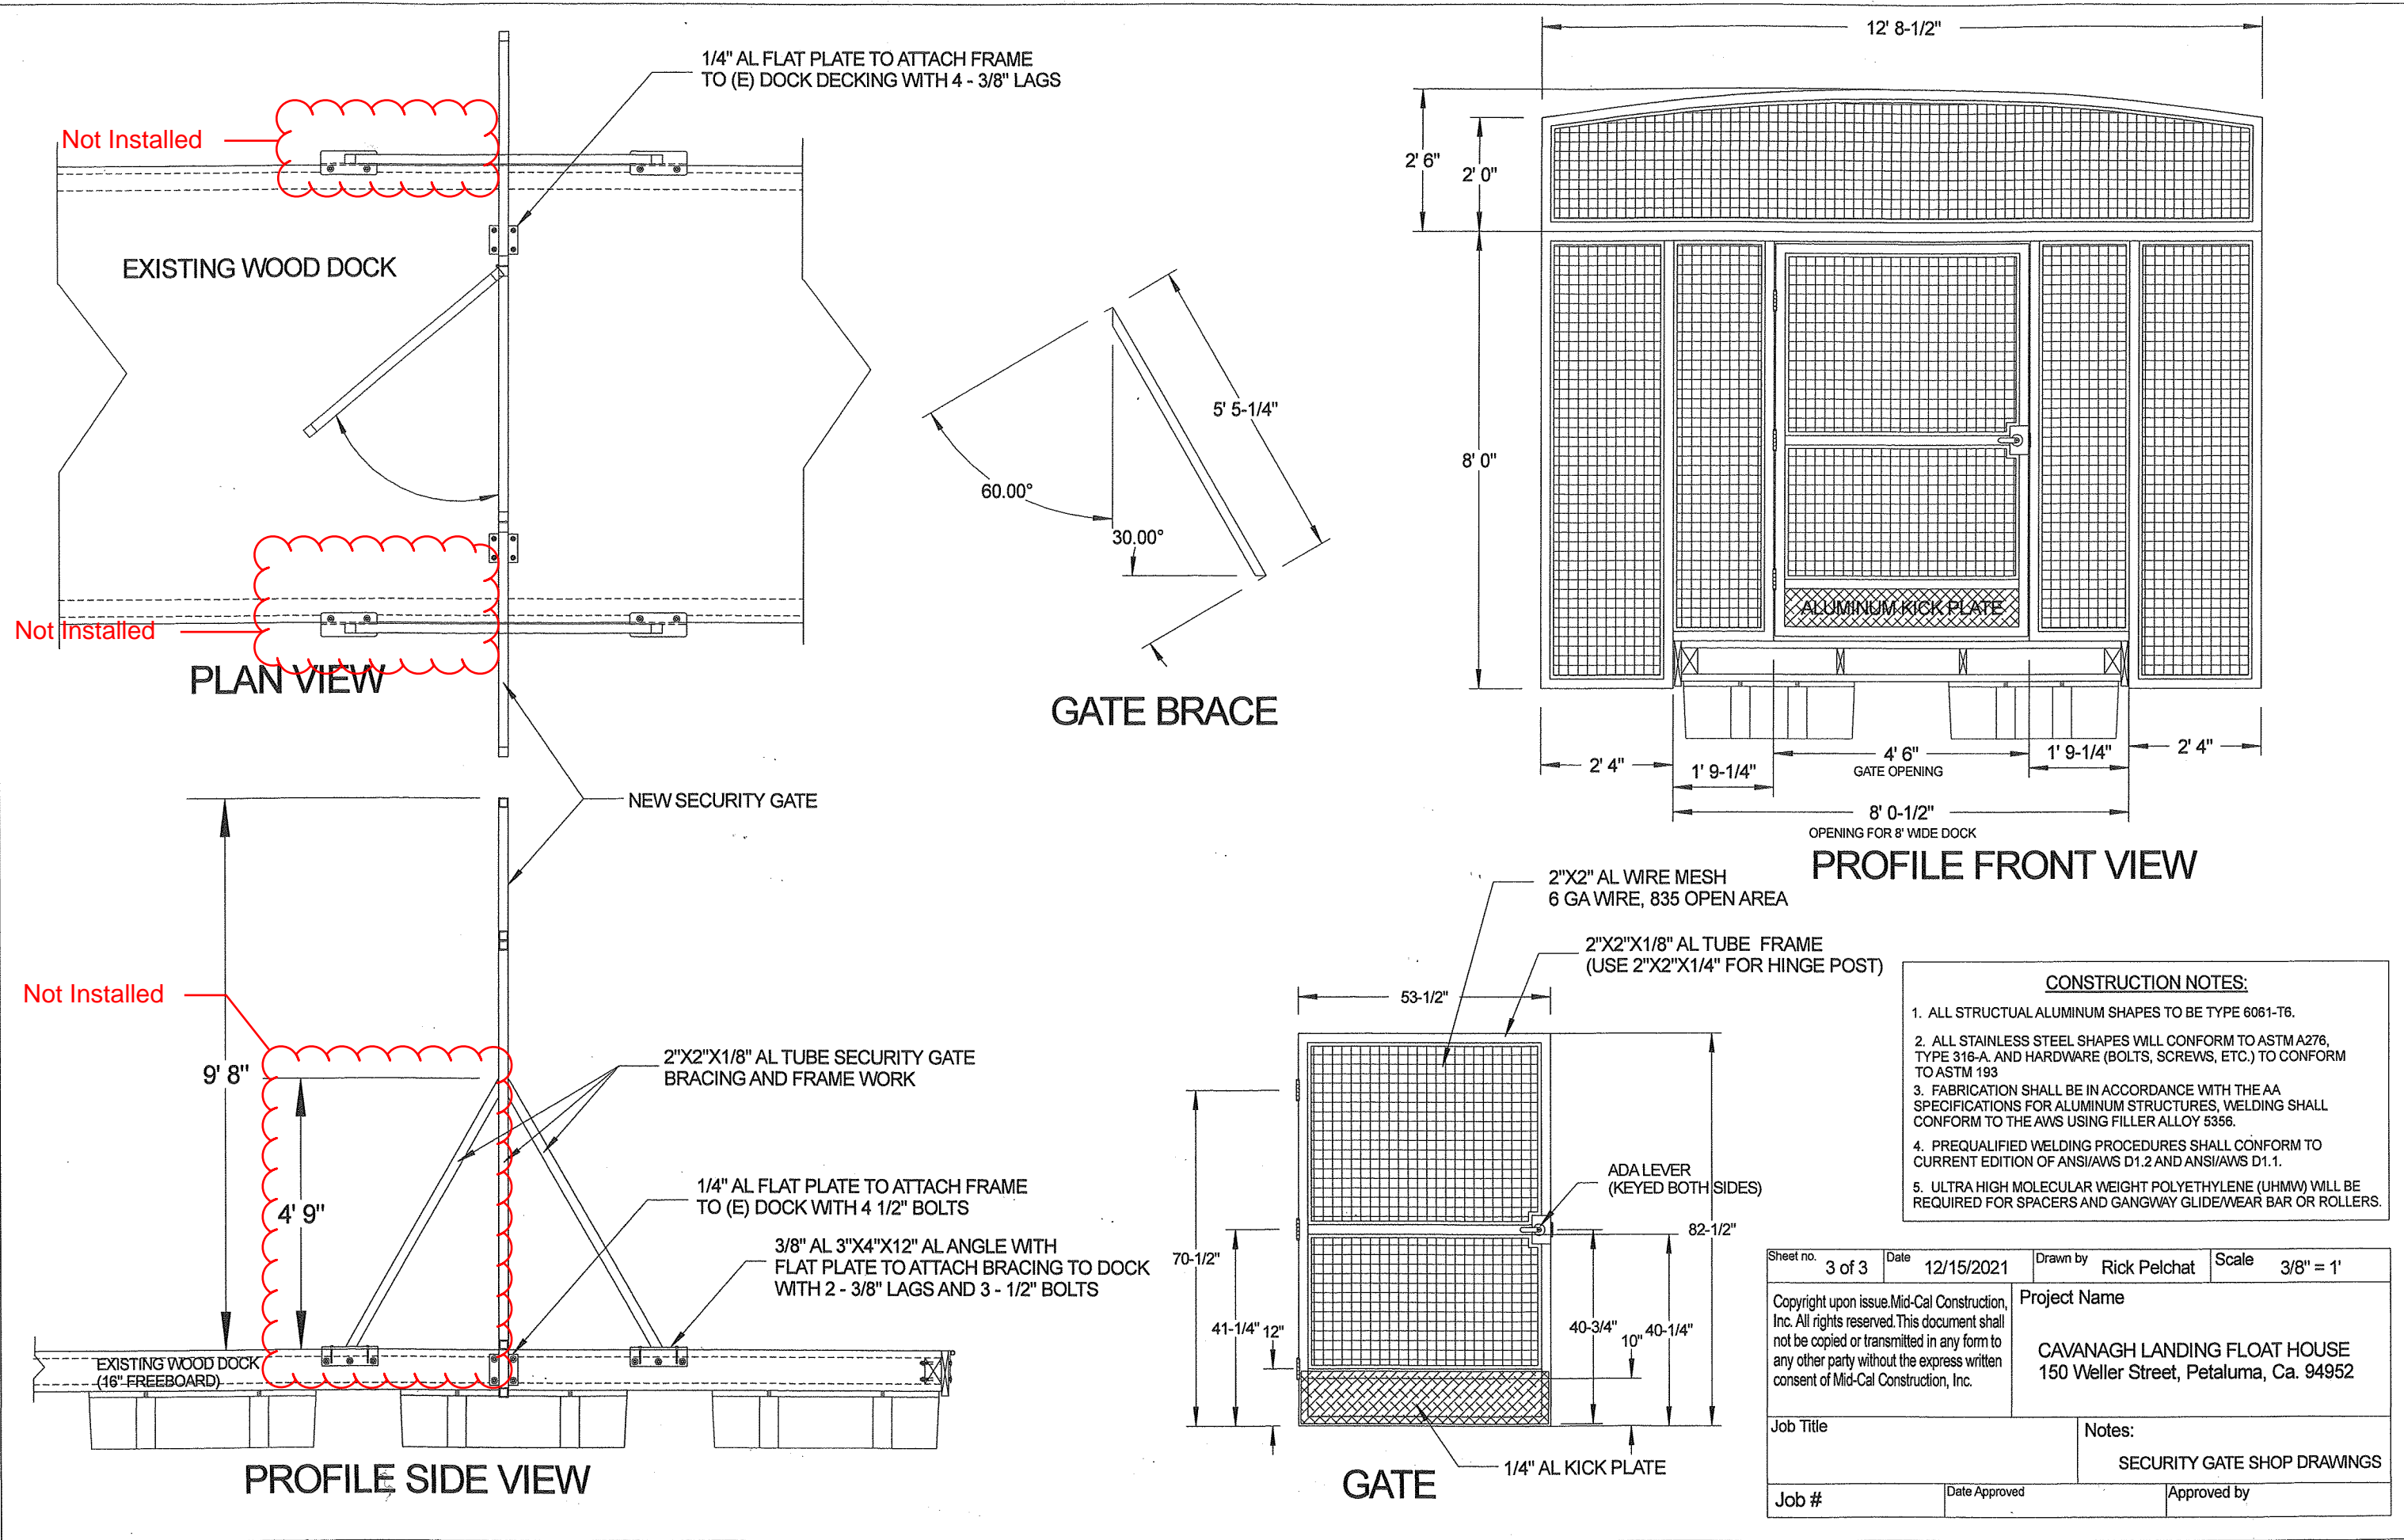 1/4" AL FLAT PLATE TO ATTACH FRAME
TO (E) DOCK DECKING WITH 4 - 3/8" LAGS
Not Installed
EXISTING WOOD DOCK
Not Installed
PLAN VIEW
NEW SECURITY GATE
5' 5-1/4"
60.00°
30.00°
GATE BRACE
12' 8-1/2"
2' 6"
2' 0"
8' 0"
ALUMINUM KICK PLATE
2' 4"
1' 9-1/4"
4' 6"
GATE OPENING
1' 9-1/4"
2' 4"
8' 0-1/2"
OPENING FOR 8' WIDE DOCK
PROFILE FRONT VIEW
Not Installed
9' 8"
4' 9"
2"X2"X1/8" AL TUBE SECURITY GATE
BRACING AND FRAME WORK
1/4" AL FLAT PLATE TO ATTACH FRAME
TO (E) DOCK WITH 4 1/2" BOLTS
3/8" AL 3"X4"X12" AL ANGLE WITH
FLAT PLATE TO ATTACH BRACING TO DOCK
WITH 2 - 3/8" LAGS AND 3 - 1/2" BOLTS
EXISTING WOOD DOCK
(16" FREEBOARD)
PROFILE SIDE VIEW
2"X2" AL WIRE MESH
6 GA WIRE, 835 OPEN AREA
2"X2"X1/8" AL TUBE FRAME
(USE 2"X2"X1/4" FOR HINGE POST)
53-1/2"
ADA LEVER
(KEYED BOTH SIDES)
82-1/2"
70-1/2"
41-1/4"
12"
40-3/4"
10"
40-1/4"
1/4" AL KICK PLATE
GATE
CONSTRUCTION NOTES:
1. ALL STRUCTUAL ALUMINUM SHAPES TO BE TYPE 6061-T6.
2. ALL STAINLESS STEEL SHAPES WILL CONFORM TO ASTM A276,
TYPE 316-A. AND HARDWARE (BOLTS, SCREWS, ETC.) TO CONFORM
TO ASTM 193
3. FABRICATION SHALL BE IN ACCORDANCE WITH THE AA
SPECIFICATIONS FOR ALUMINUM STRUCTURES, WELDING SHALL
CONFORM TO THE AWS USING FILLER ALLOY 5356.
4. PREQUALIFIED WELDING PROCEDURES SHALL CONFORM TO
CURRENT EDITION OF ANSI/AWS D1.2 AND ANSI/AWS D1.1.
5. ULTRA HIGH MOLECULAR WEIGHT POLYETHYLENE (UHMW) WILL BE
REQUIRED FOR SPACERS AND GANGWAY GLIDE/WEAR BAR OR ROLLERS.
Sheet no. 3 of 3
Date 12/15/2021
Drawn by Rick Pelchat
Scale 3/8" = 1'
Copyright upon issue.Mid-Cal Construction,
Inc. All rights reserved.This document shall
not be copied or transmitted in any form to
any other party without the express written
consent of Mid-Cal Construction, Inc.
Project Name
CAVANAGH LANDING FLOAT HOUSE
150 Weller Street, Petaluma, Ca. 94952
Job Title
Notes:
SECURITY GATE SHOP DRAWINGS
Job #
Date Approved
Approved by